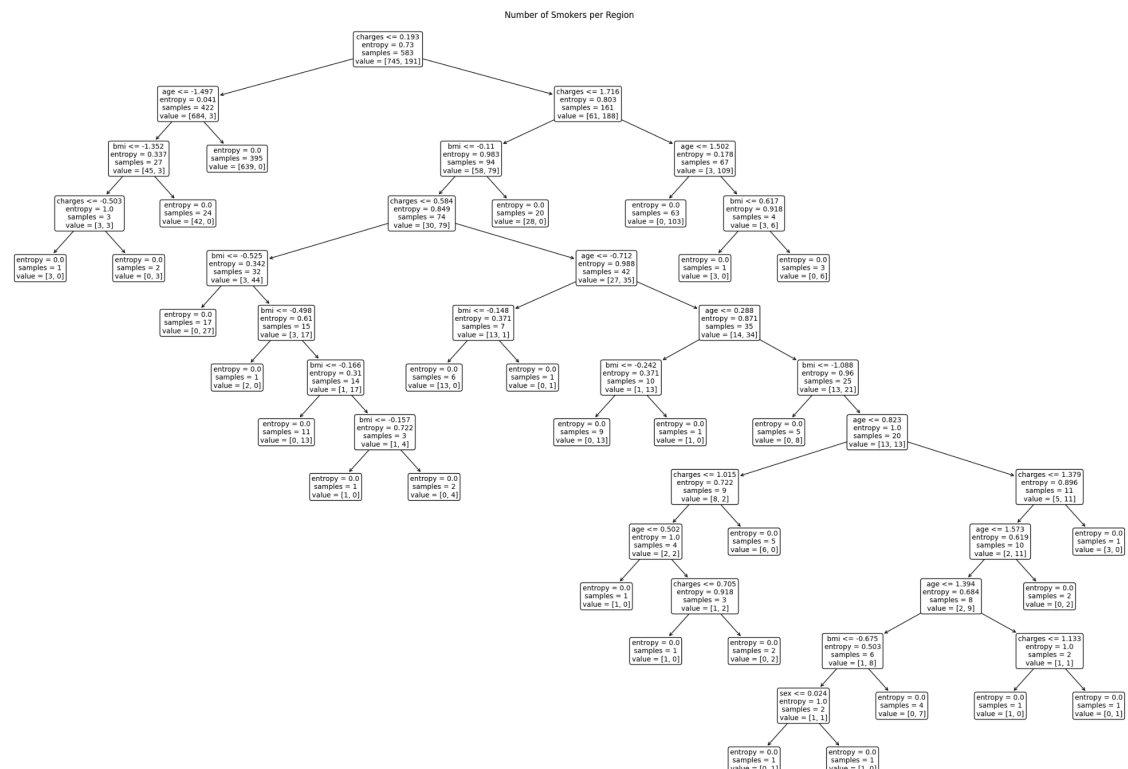 Number of Smokers per Region
charges <= 0.193
entropy = 0.73
samples = 583
value = [745, 191]
age <= -1.497
entropy = 0.041
samples = 422
value = [684, 3]
charges <= 1.716
entropy = 0.803
samples = 161
value = [61, 188]
bmi <= -1.352
entropy = 0.337
samples = 27
value = [45, 3]
entropy = 0.0
samples = 395
value = [639, 0]
bmi <= -0.11
entropy = 0.983
samples = 94
value = [58, 79]
age <= 1.502
entropy = 0.178
samples = 67
value = [3, 109]
charges <= -0.503
entropy = 1.0
samples = 3
value = [3, 3]
entropy = 0.0
samples = 24
value = [42, 0]
charges <= 0.584
entropy = 0.849
samples = 74
value = [30, 79]
entropy = 0.0
samples = 20
value = [28, 0]
entropy = 0.0
samples = 63
value = [0, 103]
bmi <= 0.617
entropy = 0.918
samples = 4
value = [3, 6]
entropy = 0.0
samples = 1
value = [3, 0]
entropy = 0.0
samples = 2
value = [0, 3]
bmi <= -0.525
entropy = 0.342
samples = 32
value = [3, 44]
age <= -0.712
entropy = 0.988
samples = 42
value = [27, 35]
entropy = 0.0
samples = 1
value = [3, 0]
entropy = 0.0
samples = 3
value = [0, 6]
entropy = 0.0
samples = 17
value = [0, 27]
bmi <= -0.498
entropy = 0.61
samples = 15
value = [3, 17]
bmi <= -0.148
entropy = 0.371
samples = 7
value = [13, 1]
age <= 0.288
entropy = 0.871
samples = 35
value = [14, 34]
entropy = 0.0
samples = 1
value = [2, 0]
bmi <= -0.166
entropy = 0.31
samples = 14
value = [1, 17]
entropy = 0.0
samples = 6
value = [13, 0]
entropy = 0.0
samples = 1
value = [0, 1]
bmi <= -0.242
entropy = 0.371
samples = 10
value = [1, 13]
bmi <= -1.088
entropy = 0.96
samples = 25
value = [13, 21]
entropy = 0.0
samples = 11
value = [0, 13]
bmi <= -0.157
entropy = 0.722
samples = 3
value = [1, 4]
entropy = 0.0
samples = 9
value = [0, 13]
entropy = 0.0
samples = 1
value = [1, 0]
entropy = 0.0
samples = 5
value = [0, 8]
age <= 0.823
entropy = 1.0
samples = 20
value = [13, 13]
entropy = 0.0
samples = 1
value = [1, 0]
entropy = 0.0
samples = 2
value = [0, 4]
charges <= 1.015
entropy = 0.722
samples = 9
value = [8, 2]
charges <= 1.379
entropy = 0.896
samples = 11
value = [5, 11]
age <= 0.502
entropy = 1.0
samples = 4
value = [2, 2]
entropy = 0.0
samples = 5
value = [6, 0]
age <= 1.573
entropy = 0.619
samples = 10
value = [2, 11]
entropy = 0.0
samples = 1
value = [3, 0]
entropy = 0.0
samples = 1
value = [1, 0]
charges <= 0.705
entropy = 0.918
samples = 3
value = [1, 2]
age <= 1.394
entropy = 0.684
samples = 8
value = [2, 9]
entropy = 0.0
samples = 2
value = [0, 2]
entropy = 0.0
samples = 1
value = [1, 0]
entropy = 0.0
samples = 2
value = [0, 2]
bmi <= -0.675
entropy = 0.503
samples = 6
value = [1, 8]
charges <= 1.133
entropy = 1.0
samples = 2
value = [1, 1]
sex <= 0.024
entropy = 1.0
samples = 2
value = [1, 1]
entropy = 0.0
samples = 4
value = [0, 7]
entropy = 0.0
samples = 1
value = [1, 0]
entropy = 0.0
samples = 1
value = [0, 1]
entropy = 0.0
samples = 1
value = [0, 1]
entropy = 0.0
samples = 1
value = [1, 0]